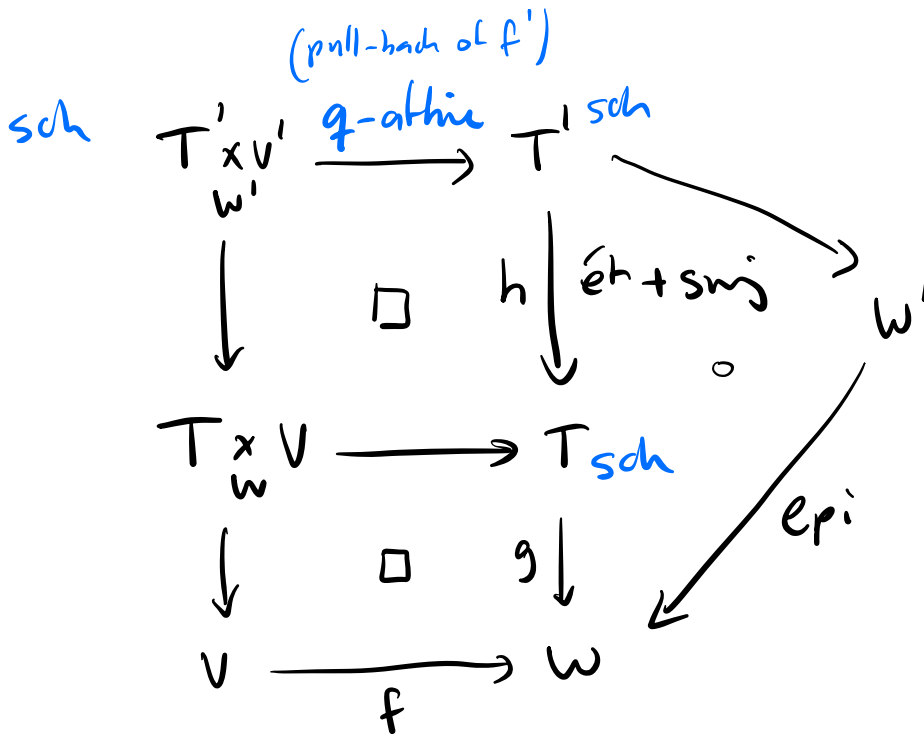 (pull-back of f')
sch T' × V' q-affine T' sch
W'
h ét + surj
W'
T × V T sch
W
epi
g
V W
f